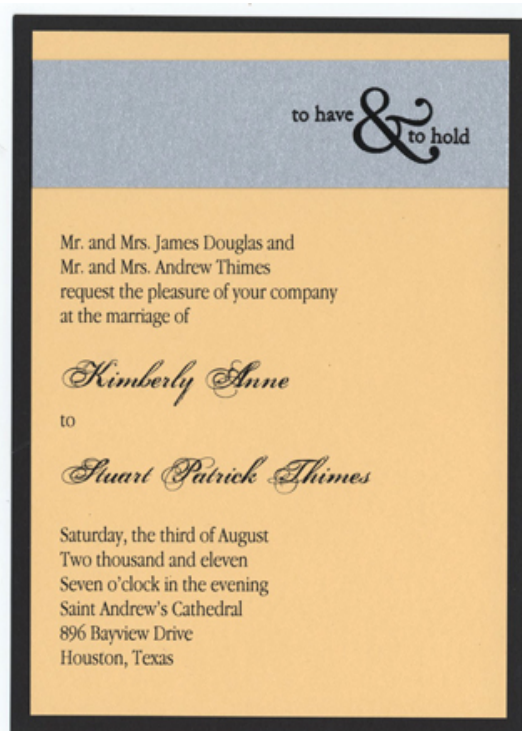 to have & to hold
Mr. and Mrs. James Douglas and
Mr. and Mrs. Andrew Thimes
request the pleasure of your company
at the marriage of
Kimberly Anne
to
Stuart Patrick Thimes
Saturday, the third of August
Two thousand and eleven
Seven o'clock in the evening
Saint Andrew's Cathedral
896 Bayview Drive
Houston, Texas